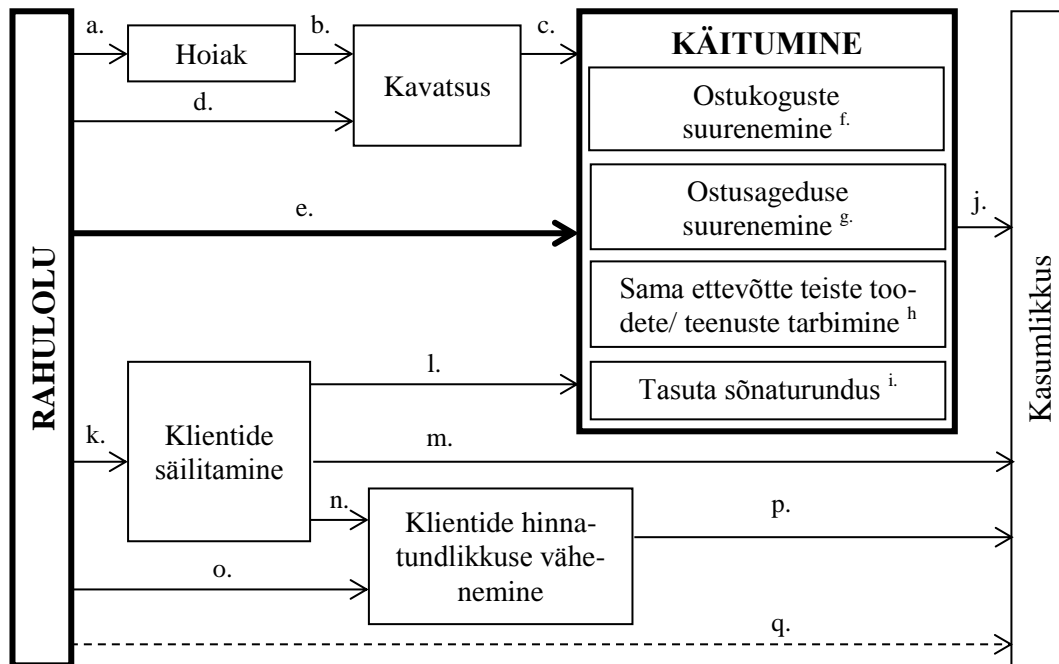 RAHULOLU
a.
Hoiak
b.
Kavatsus
c.
d.
e.
KÄITUMINE
Ostukoguste
suurenemine f.
Ostusageduse
suurenemine g.
Sama ettevõtte teiste too-
dete/ teenuste tarbimine h
Tasuta sõnaturundus i.
j.
Kasumlikkus
k.
Klientide
säilitamine
l.
m.
n.
Klientide hinna-
tundlikkuse vähe-
nemine
o.
p.
q.